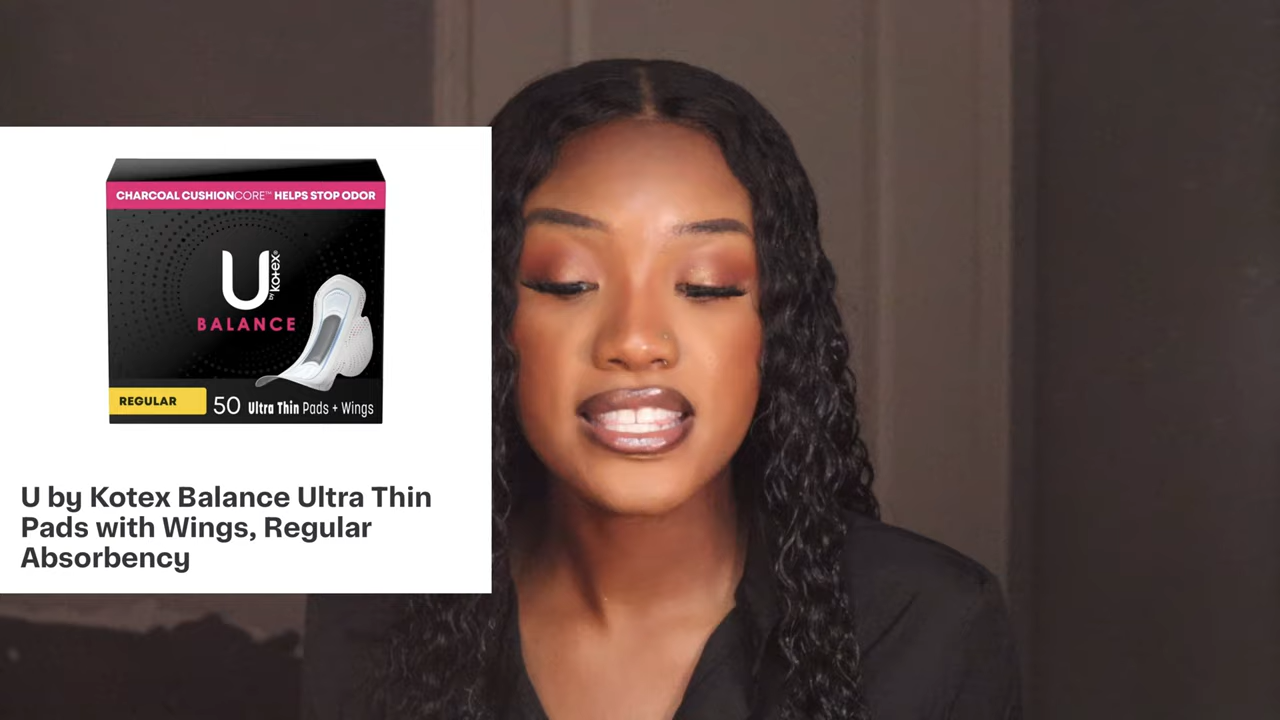 CHARCOAL CUSHIONCORE™ HELPS STOP ODOR
U by kotex®
BALANCE
REGULAR
50 Ultra Thin Pads + Wings
U by Kotex Balance Ultra Thin
Pads with Wings, Regular
Absorbency